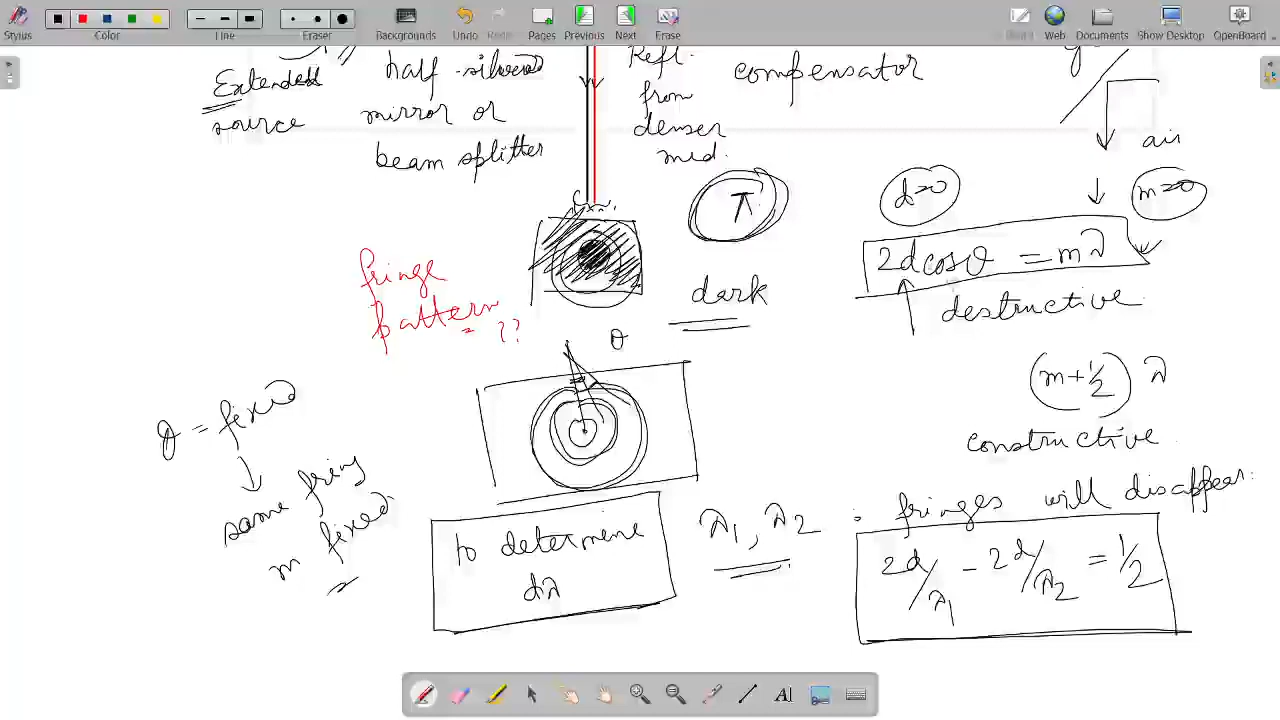 Stylus
Color
Line
Eraser
Backgrounds
Undo
Redo
Pages
Previous
Next
Erase
Web
Documents
Show Desktop
OpenBoard
Extended
source
half-silvered
mirror or
beam splitter
Refl.
from
denser
med.
compensator
air
π
d=0
m=0
2dcosθ = mλ
destructive
dark
fringe
pattern
= ??
θ
(m+1/2) λ
constructive
θ = fixed
same fring
m fixed
to determine
dλ
λ1, λ2 : fringes will disappear.
2d/λ1 - 2d/λ2 = 1/2